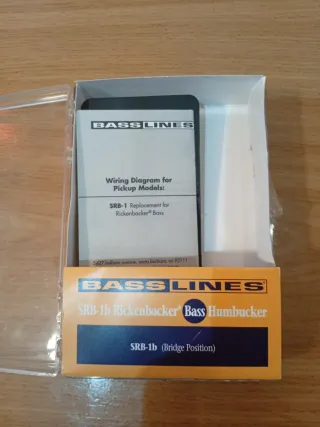 BASSLINES
Wiring Diagram for
Pickup Models:
SRB-1 Replacement for
Rickenbacker® Bass
BASSLINES
SRB-1b Rickenbacker® Bass Humbucker
SRB-1b (Bridge Position)